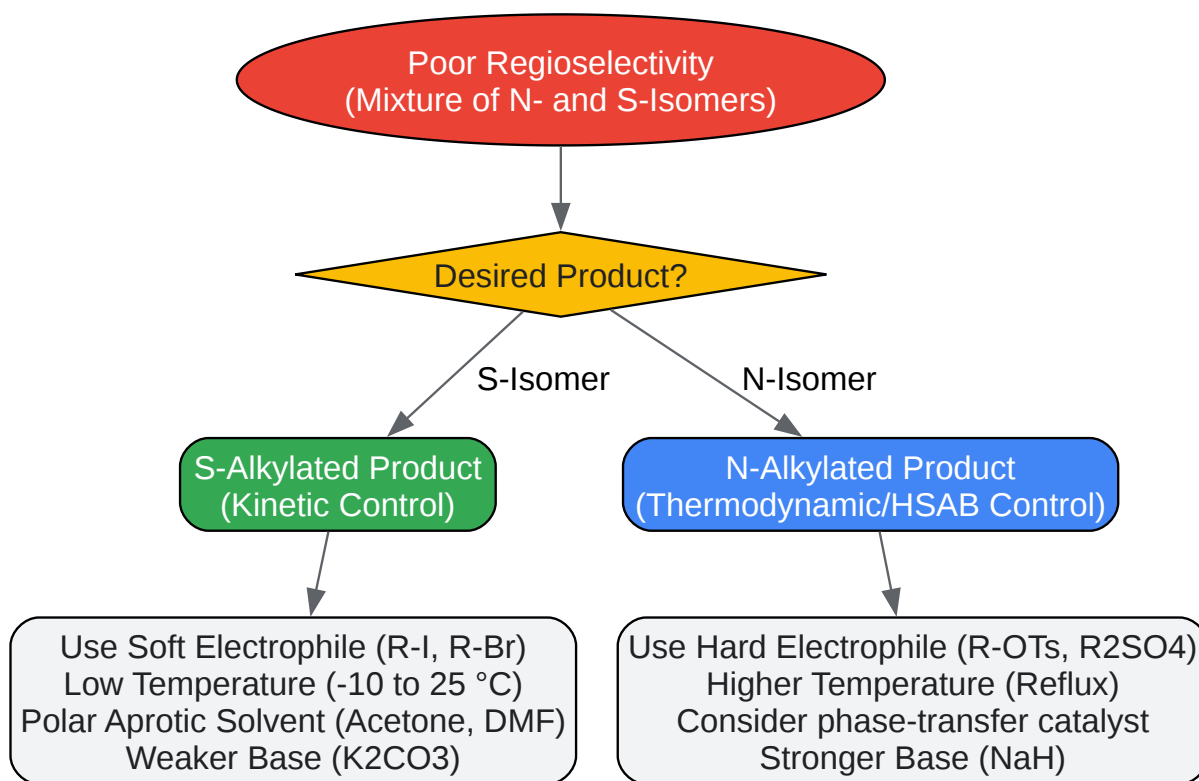 Poor Regioselectivity
(Mixture of N- and S-Isomers)
Desired Product?
S-Isomer
N-Isomer
S-Alkylated Product
(Kinetic Control)
N-Alkylated Product
(Thermodynamic/HSAB Control)
Use Soft Electrophile (R-I, R-Br)
Low Temperature (-10 to 25 °C)
Polar Aprotic Solvent (Acetone, DMF)
Weaker Base (K2CO3)
Use Hard Electrophile (R-OTs, R2SO4)
Higher Temperature (Reflux)
Consider phase-transfer catalyst
Stronger Base (NaH)